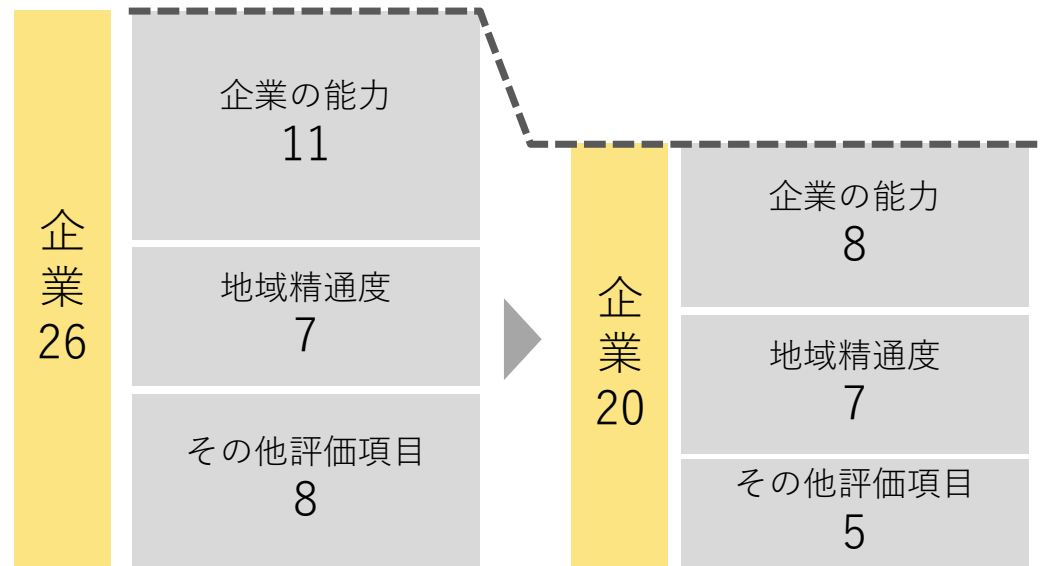 企業
26
企業の能力
11
地域精通度
7
その他評価項目
8
企業
20
企業の能力
8
地域精通度
7
その他評価項目
5